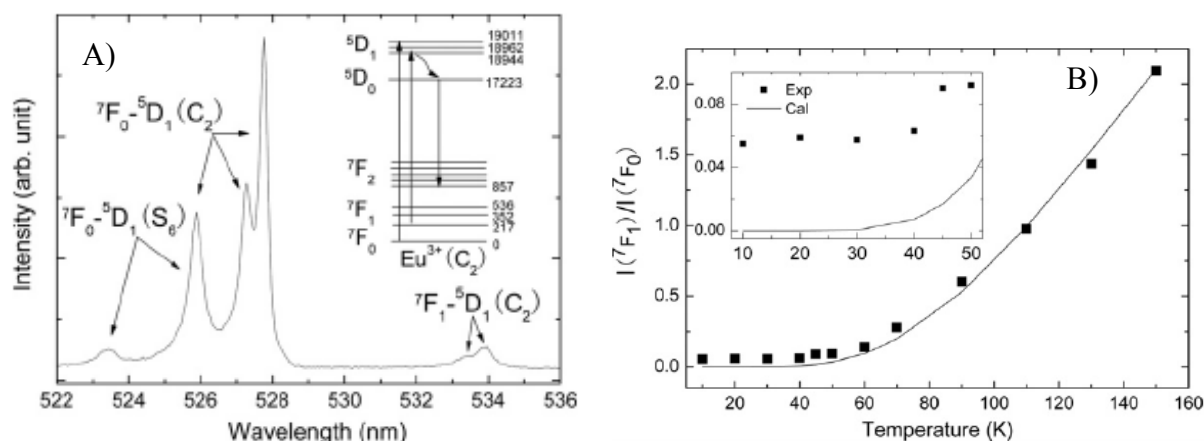 A)
⁷F₀-⁵D₁(C₂)
⁷F₀-⁵D₁(S₆)
⁷F₁-⁵D₁(C₂)
Intensity (arb. unit)
522 524 526 528 530 532 534 536
Wavelength (nm)
⁵D₁
19011
18962
18944
⁵D₀
17223
⁷F₂
857
⁷F₁
536
352
217
⁷F₀
0
Eu³⁺(C₂)
B)
I(⁷F₁)/I(⁷F₀)
2.0
1.5
1.0
0.5
0.0
20 40 60 80 100 120 140 160
Temperature (K)
Exp
Cal
0.08
0.04
0.00
10 20 30 40 50